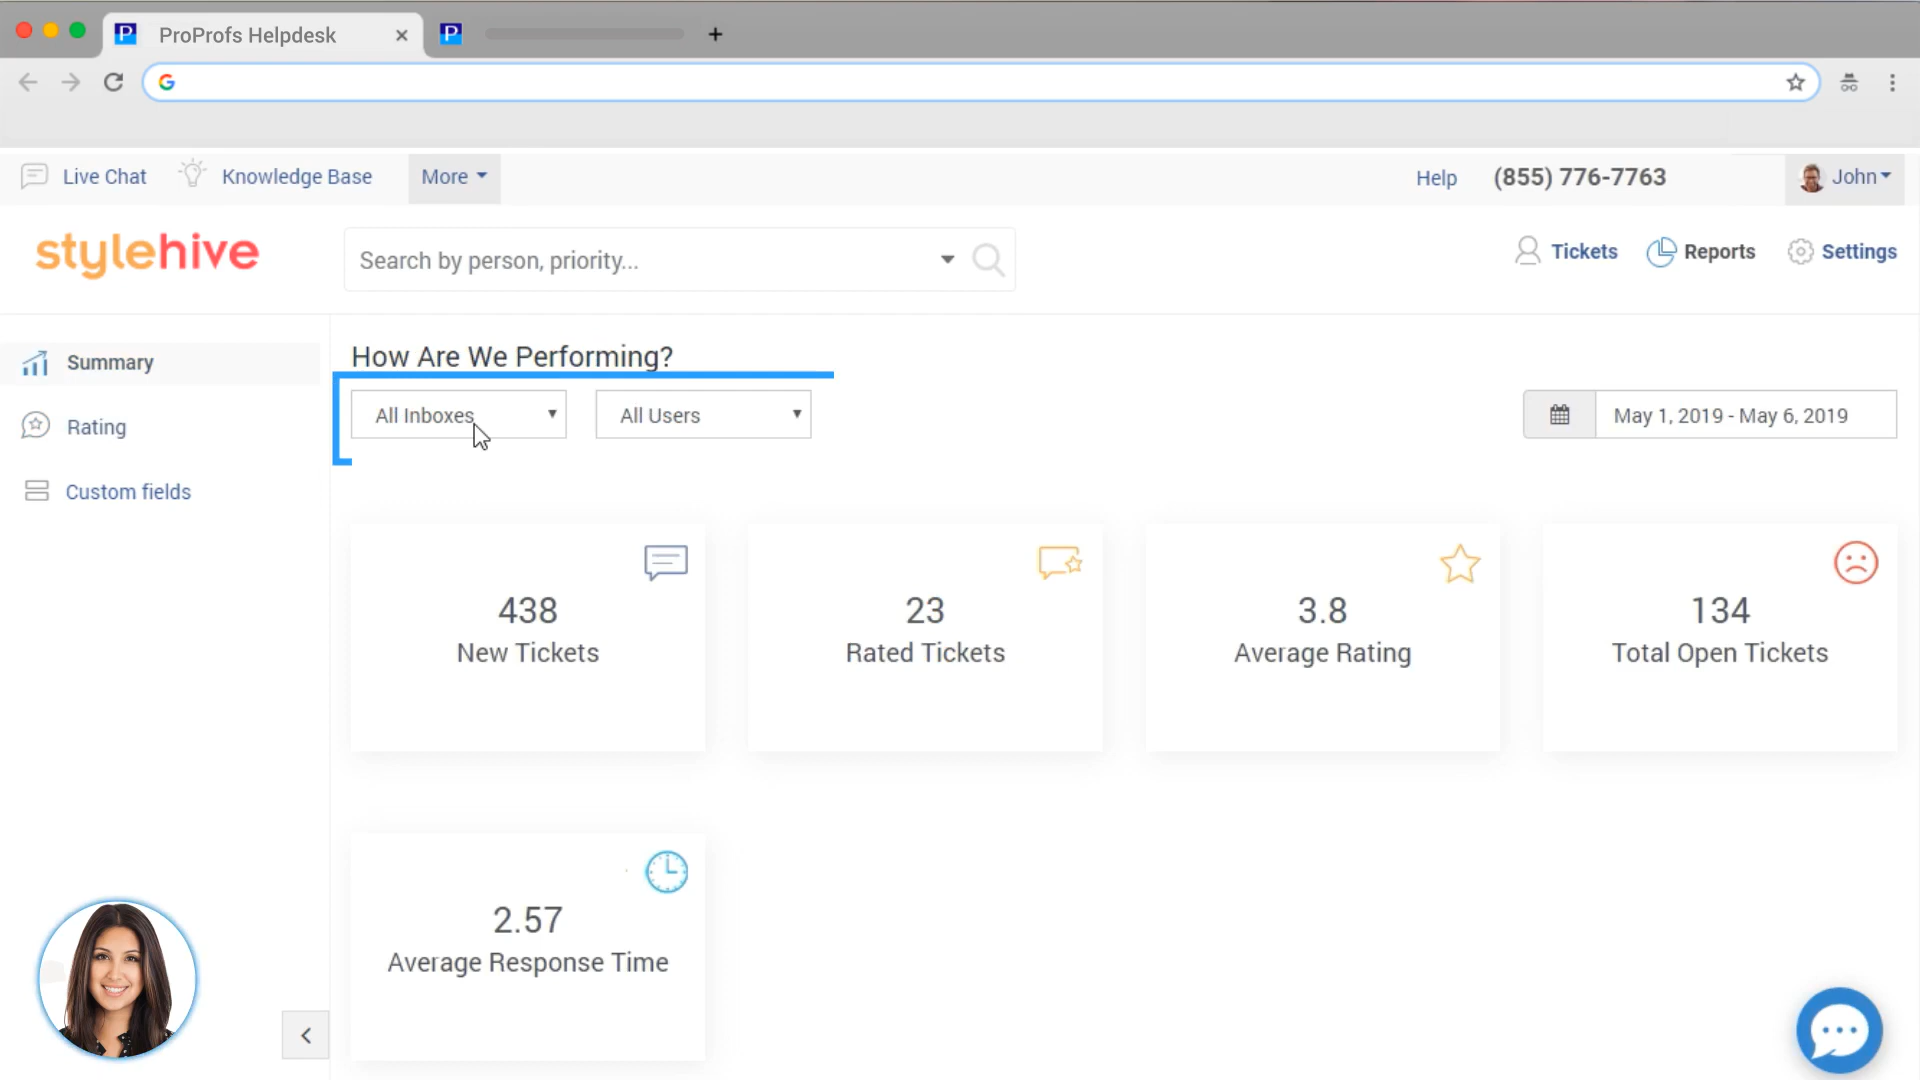 ProProfs Helpdesk
Live Chat
Knowledge Base
More
Help
(855) 776-7763
John
stylehive
Search by person, priority...
Tickets
Reports
Settings
Summary
Rating
Custom fields
How Are We Performing?
All Inboxes
All Users
May 1, 2019 - May 6, 2019
438
New Tickets
23
Rated Tickets
3.8
Average Rating
134
Total Open Tickets
2.57
Average Response Time